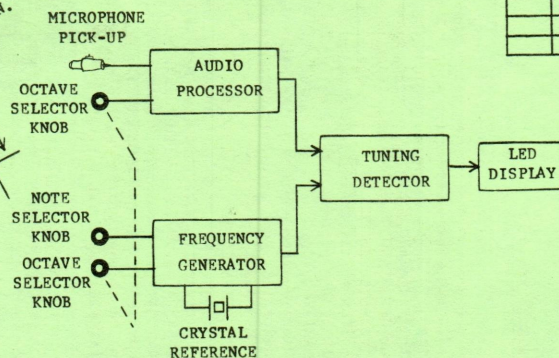 A.
MICROPHONE
PICK-UP
AUDIO
PROCESSOR
OCTAVE
SELECTOR
KNOB
TUNING
DETECTOR
LED
DISPLAY
NOTE
SELECTOR
KNOB
FREQUENCY
GENERATOR
OCTAVE
SELECTOR
KNOB
CRYSTAL
REFERENCE